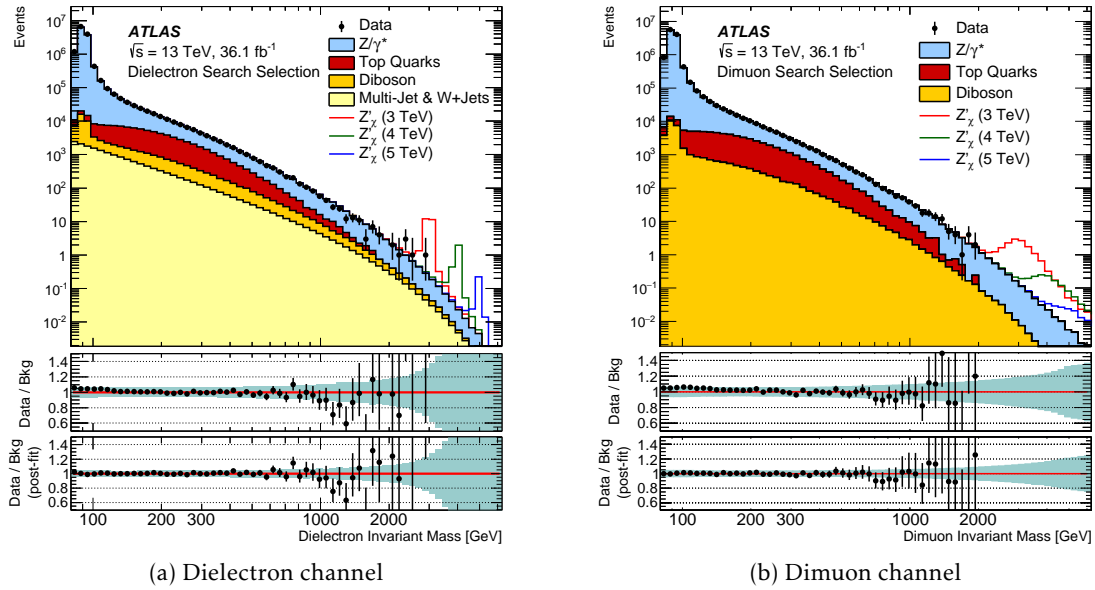 Events
10⁷
10⁶
10⁵
10⁴
10³
10²
10
1
10⁻¹
10⁻²
ATLAS
√s = 13 TeV, 36.1 fb⁻¹
Dielectron Search Selection
Data
Z/γ*
Top Quarks
Diboson
Multi-Jet & W+Jets
Z'χ (3 TeV)
Z'χ (4 TeV)
Z'χ (5 TeV)
Data / Bkg
1.4
1.2
1
0.8
0.6
Data / Bkg
(post-fit)
1.4
1.2
1.0
0.8
0.6
100 200 300 1000 2000
Dielectron Invariant Mass [GeV]
(a) Dielectron channel
Events
10⁷
10⁶
10⁵
10⁴
10³
10²
10
1
10⁻¹
10⁻²
ATLAS
√s = 13 TeV, 36.1 fb⁻¹
Dimuon Search Selection
Data
Z/γ*
Top Quarks
Diboson
Z'χ (3 TeV)
Z'χ (4 TeV)
Z'χ (5 TeV)
Data / Bkg
1.4
1.2
1
0.8
0.6
Data / Bkg
(post-fit)
1.4
1.2
1.0
0.8
0.6
100 200 300 1000 2000
Dimuon Invariant Mass [GeV]
(b) Dimuon channel